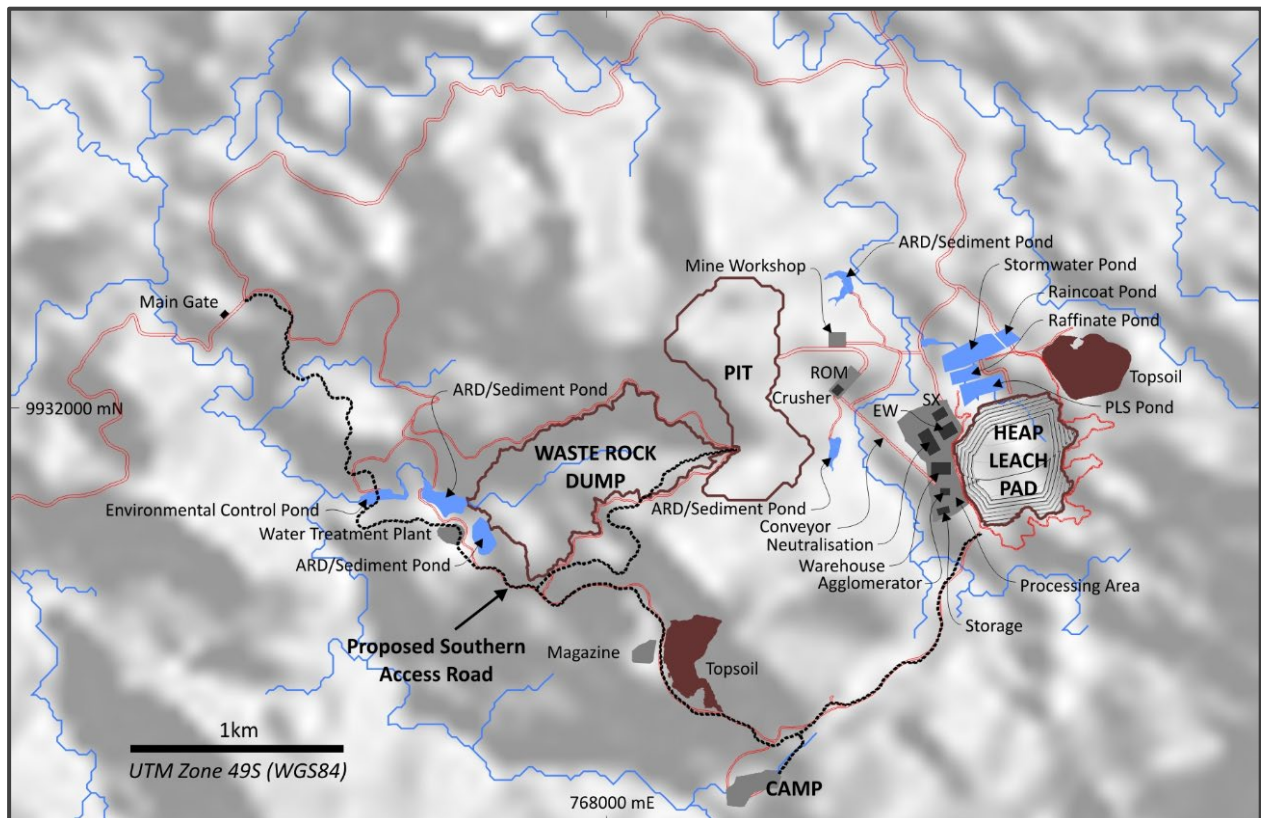 ARD/Sediment Pond
Stormwater Pond
Mine Workshop
Raincoat Pond
Main Gate
Raffinate Pond
PIT
ROM
Topsoil
ARD/Sediment Pond
Crusher
SX
PLS Pond
9932000 mN
EW
HEAP
LEACH
PAD
WASTE ROCK
DUMP
Environmental Control Pond
ARD/Sediment Pond
Conveyor
Water Treatment Plant
Neutralisation
ARD/Sediment Pond
Warehouse
Agglomerator
Processing Area
Storage
Proposed Southern
Access Road
Magazine
Topsoil
1km
UTM Zone 49S (WGS84)
CAMP
768000 mE